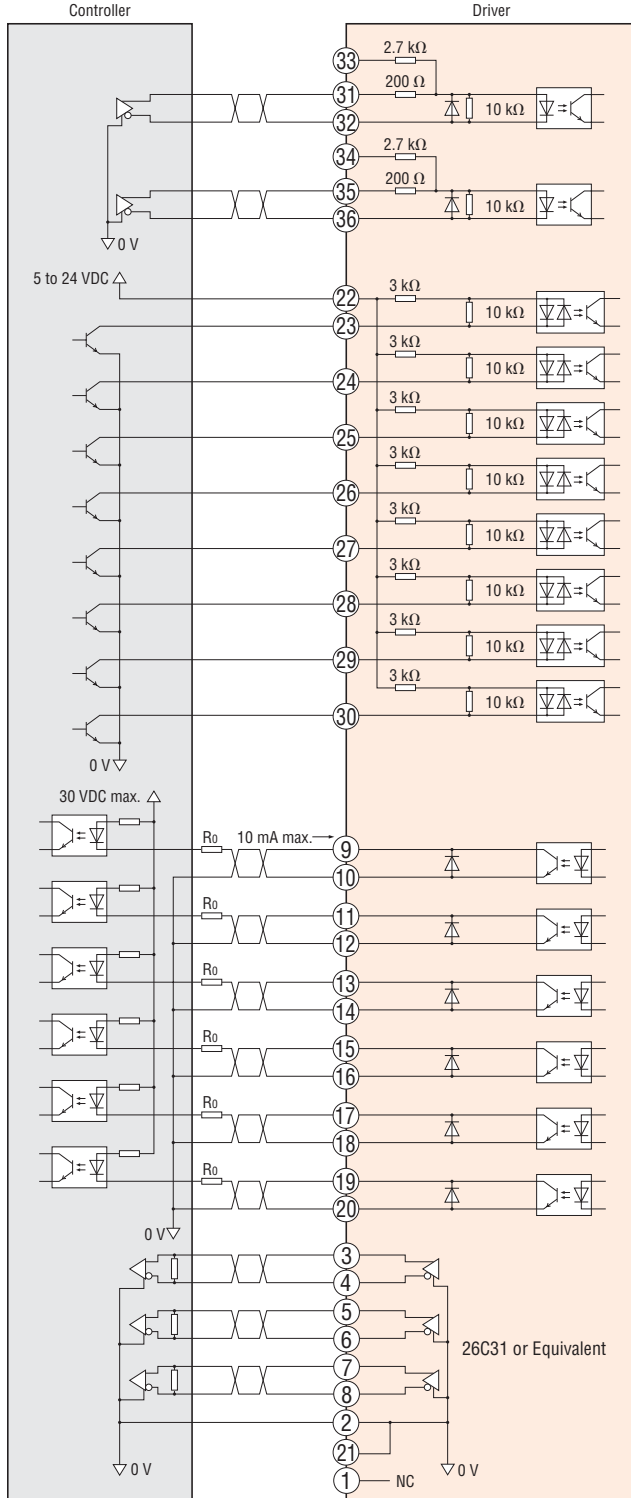 Controller
Driver
33
2.7 kΩ
31
200 Ω
32
10 kΩ
34
2.7 kΩ
35
200 Ω
36
10 kΩ
0 V
5 to 24 VDC
22
3 kΩ
23
10 kΩ
3 kΩ
24
10 kΩ
3 kΩ
25
10 kΩ
3 kΩ
26
10 kΩ
3 kΩ
27
10 kΩ
3 kΩ
28
10 kΩ
3 kΩ
29
10 kΩ
3 kΩ
30
10 kΩ
0 V
30 VDC max.
R0
10 mA max.
9
10
R0
11
12
R0
13
14
R0
15
16
R0
17
18
R0
19
20
0 V
3
4
5
6
26C31 or Equivalent
7
8
2
21
0 V
0 V
1
NC